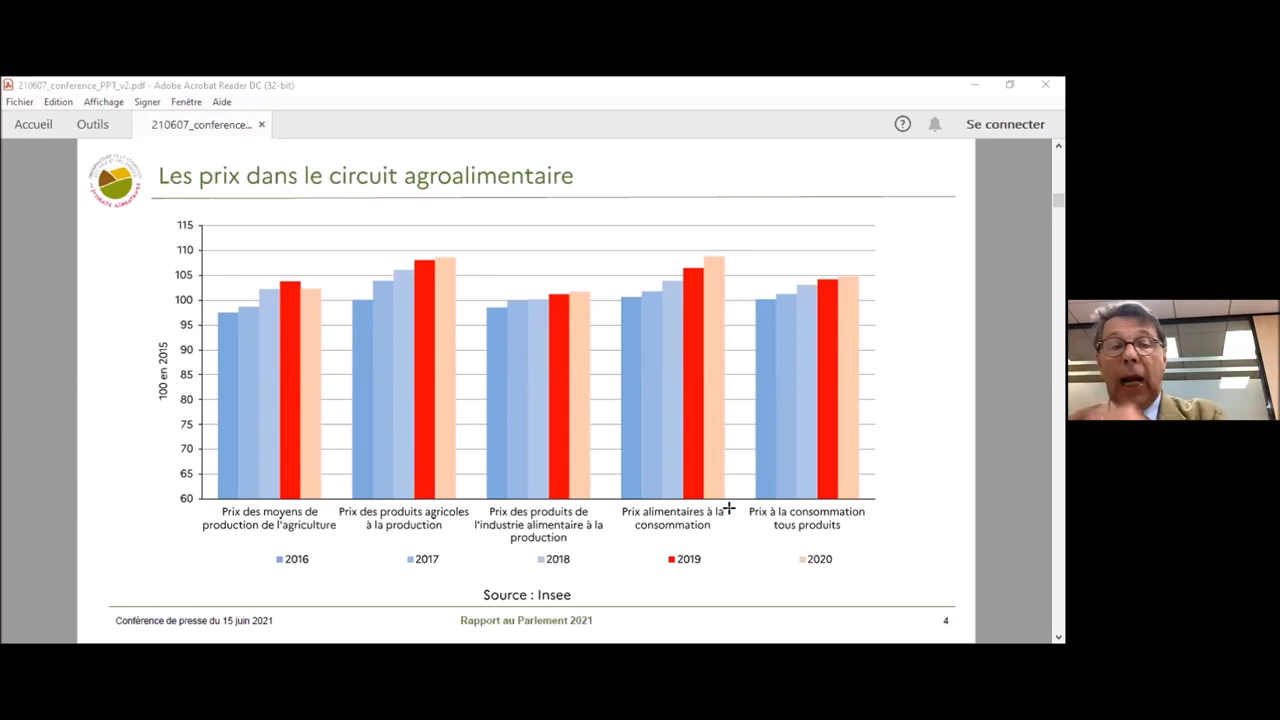 210607_conference_PPT_v2.pdf - Adobe Acrobat Reader DC (32-bit)
Fichier Edition Affichage Signer Fenêtre Aide
Accueil Outils 210607_conference... × Se connecter
Les prix dans le circuit agroalimentaire
115
110
105
100
95
90
85
80
75
70
65
60
100 en 2015
Prix des moyens de
production de l'agriculture
Prix des produits agricoles
à la production
Prix des produits de
l'industrie alimentaire à la
production
Prix alimentaires à la
consommation
Prix à la consommation
tous produits
2016 2017 2018 2019 2020
Source : Insee
Conférence de presse du 15 juin 2021 Rapport au Parlement 2021 4